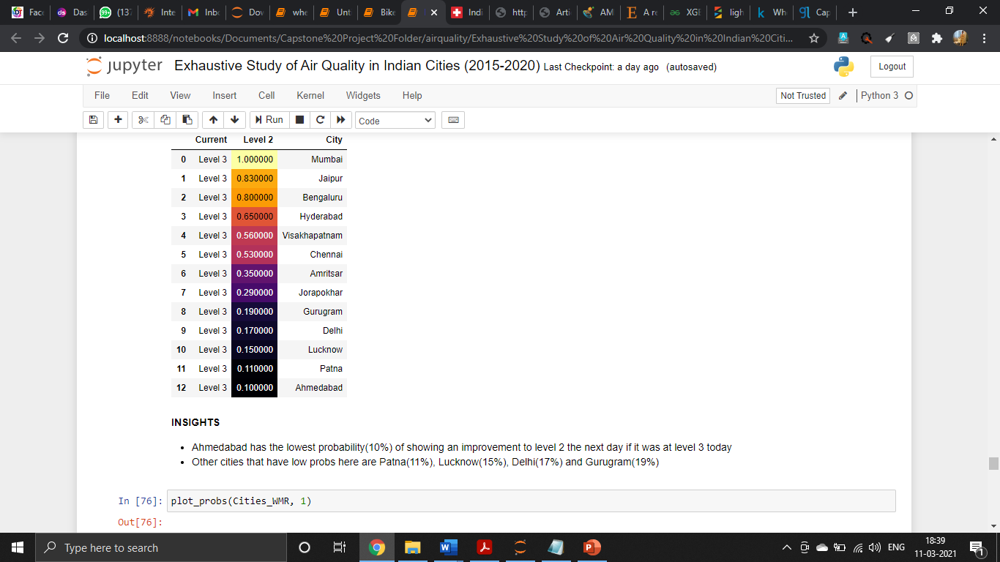 Face Das (137 Inte Inbo Dov whe Unt Bike Indi http Arti AM A re XGE ligh Wh Cap
localhost:8888/notebooks/Documents/Capstone%20Project%20Folder/airquality/Exhaustive%20Study%20of%20Air%20Quality%20in%20Indian%20Citi...
jupyter Exhaustive Study of Air Quality in Indian Cities (2015-2020) Last Checkpoint: a day ago (autosaved) Logout
File Edit View Insert Cell Kernel Widgets Help Not Trusted Python 3
Run Code
Current Level 2 City
0 Level 3 1.000000 Mumbai
1 Level 3 0.830000 Jaipur
2 Level 3 0.800000 Bengaluru
3 Level 3 0.650000 Hyderabad
4 Level 3 0.560000 Visakhapatnam
5 Level 3 0.530000 Chennai
6 Level 3 0.350000 Amritsar
7 Level 3 0.290000 Jorapokhar
8 Level 3 0.190000 Gurugram
9 Level 3 0.170000 Delhi
10 Level 3 0.150000 Lucknow
11 Level 3 0.110000 Patna
12 Level 3 0.100000 Ahmedabad
INSIGHTS
• Ahmedabad has the lowest probability(10%) of showing an improvement to level 2 the next day if it was at level 3 today
• Other cities that have low probs here are Patna(11%), Lucknow(15%), Delhi(17%) and Gurugram(19%)
In [76]: plot_probs(Cities_WMR, 1)
Out[76]:
Type here to search ENG 18:39
11-03-2021 1